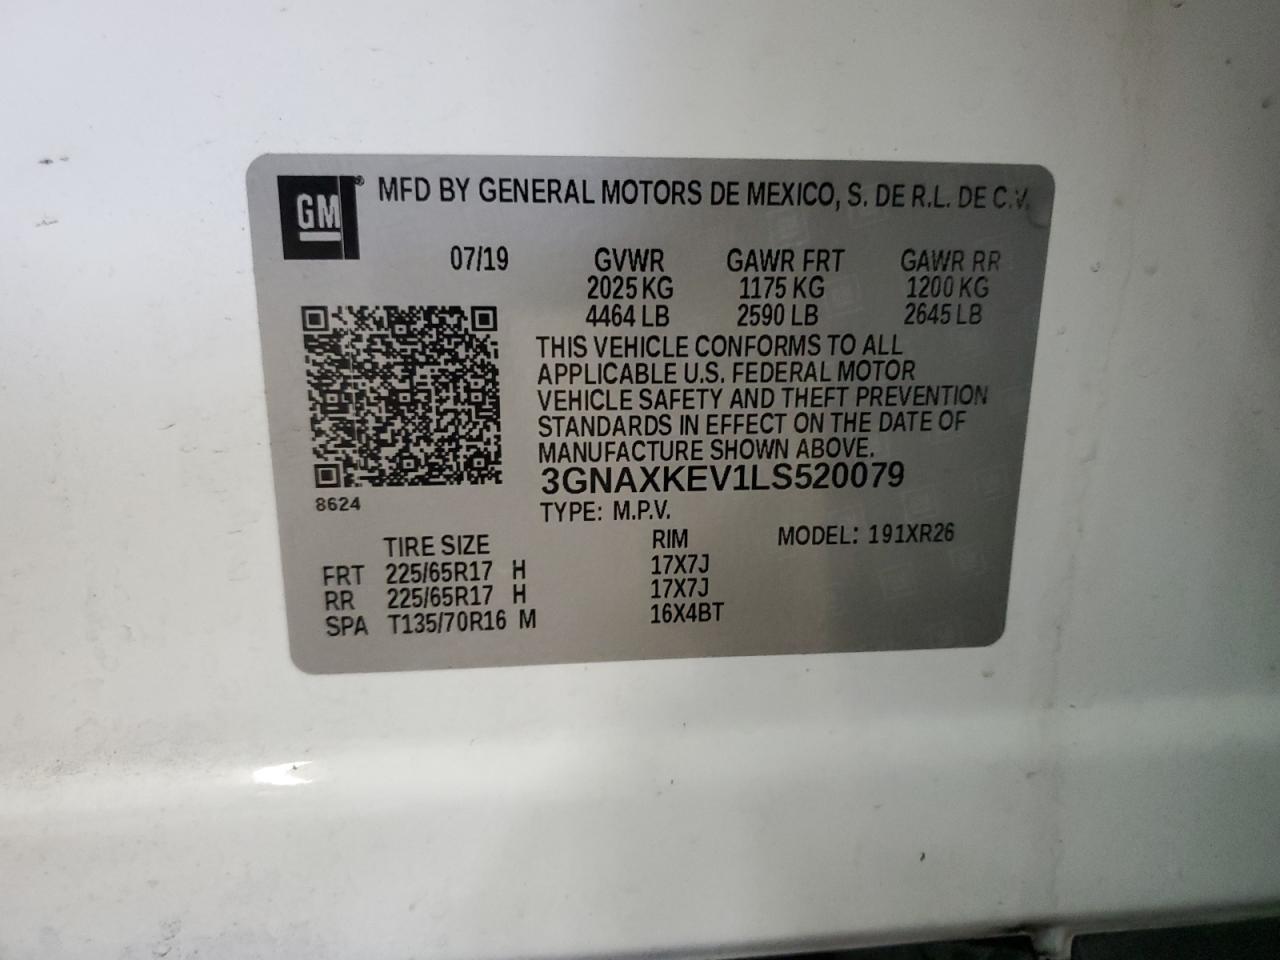 GM® MFD BY GENERAL MOTORS DE MEXICO, S. DE R.L. DE C.V.
07/19 GVWR GAWR FRT GAWR RR
2025 KG 1175 KG 1200 KG
4464 LB 2590 LB 2645 LB
THIS VEHICLE CONFORMS TO ALL
APPLICABLE U.S. FEDERAL MOTOR
VEHICLE SAFETY AND THEFT PREVENTION
STANDARDS IN EFFECT ON THE DATE OF
MANUFACTURE SHOWN ABOVE.
3GNAXKEV1LS520079
8624
TYPE: M.P.V.
TIRE SIZE RIM MODEL: 191XR26
FRT 225/65R17 H 17X7J
RR 225/65R17 H 17X7J
SPA T135/70R16 M 16X4BT